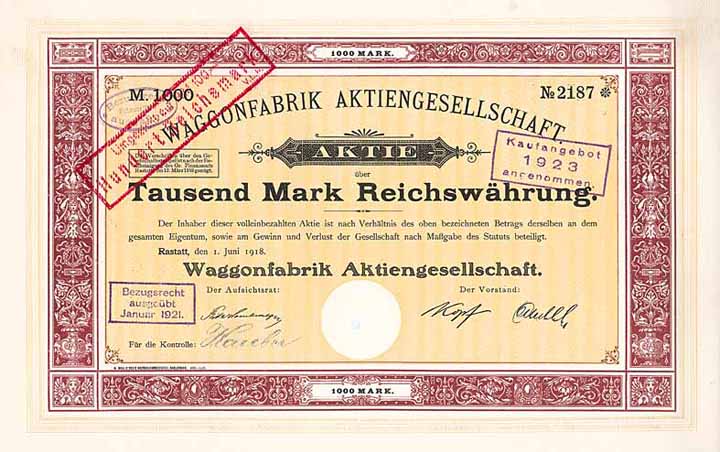 1000 MARK.
M. 1000
№ 2187 *
WAGGONFABRIK AKTIENGESELLSCHAFT
Hundert Reichsmark
AKTIE
über
Kaufangebot
1923
angenommen.
Tausend Mark Reichswährung.
Der Inhaber dieser volleinbezahlten Aktie ist nach Verhältnis des oben bezeichneten Betrags derselben an dem
gesamten Eigentum, sowie am Gewinn und Verlust der Gesellschaft nach Maßgabe des Statuts beteiligt.
Rastatt, den 1. Juni 1918.
Waggonfabrik Aktiengesellschaft.
Bezugsrecht
ausgeübt
Januar 1921.
Der Aufsichtsrat:
Der Vorstand:
Kopf
Für die Kontrolle:
1000 MARK.